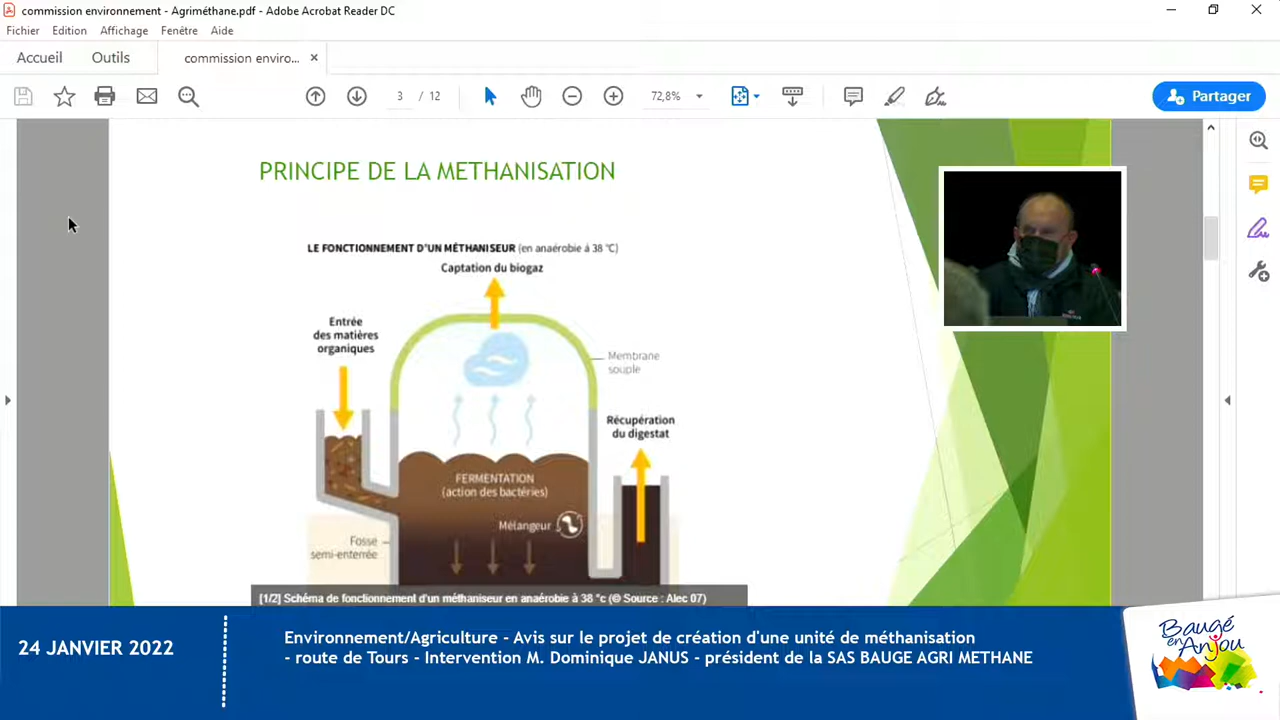 commission environnement - Agriméthane.pdf - Adobe Acrobat Reader DC
Fichier Edition Affichage Fenêtre Aide
Accueil Outils commission enviro... ×
3 / 12 72,8% Partager
PRINCIPE DE LA METHANISATION
LE FONCTIONNEMENT D'UN MÉTHANISEUR (en anaérobie à 38 °C)
Captation du biogaz
Entrée
des matières
organiques
Membrane
souple
Récupération
du digestat
FERMENTATION
(action des bactéries)
Mélangeur
Fosse
semi-enterrée
[1/2] Schéma de fonctionnement d'un méthaniseur en anaérobie à 38 °c (© Source : Alec 07)
24 JANVIER 2022
Environnement/Agriculture - Avis sur le projet de création d'une unité de méthanisation
- route de Tours - Intervention M. Dominique JANUS - président de la SAS BAUGE AGRI METHANE
Baugé
en Anjou